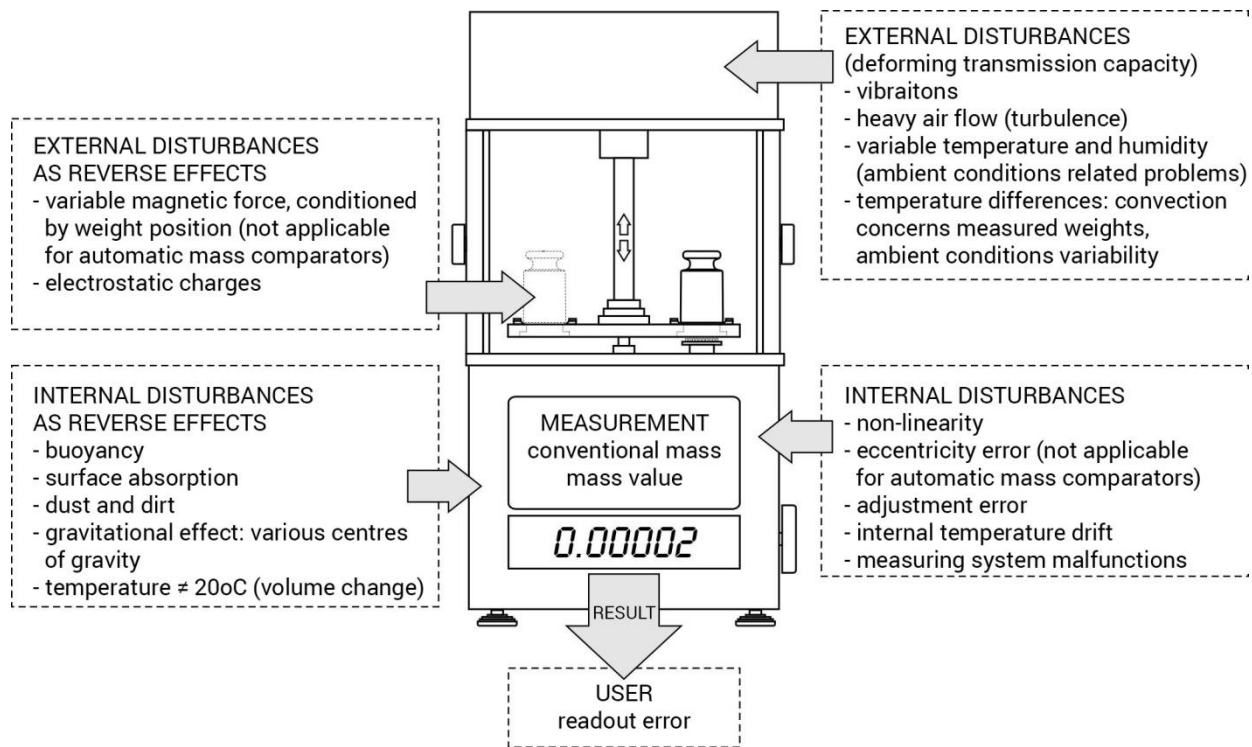 EXTERNAL DISTURBANCES
(deforming transmission capacity)
- vibraitons
- heavy air flow (turbulence)
- variable temperature and humidity
(ambient conditions related problems)
- temperature differences: convection
concerns measured weights,
ambient conditions variability
EXTERNAL DISTURBANCES
AS REVERSE EFFECTS
- variable magnetic force, conditioned
by weight position (not applicable
for automatic mass comparators)
- electrostatic charges
INTERNAL DISTURBANCES
AS REVERSE EFFECTS
- buoyancy
- surface absorption
- dust and dirt
- gravitational effect: various centres
of gravity
- temperature ≠ 20oC (volume change)
MEASUREMENT
conventional mass
mass value
0.00002
INTERNAL DISTURBANCES
- non-linearity
- eccentricity error (not applicable
for automatic mass comparators)
- adjustment error
- internal temperature drift
- measuring system malfunctions
RESULT
USER
readout error